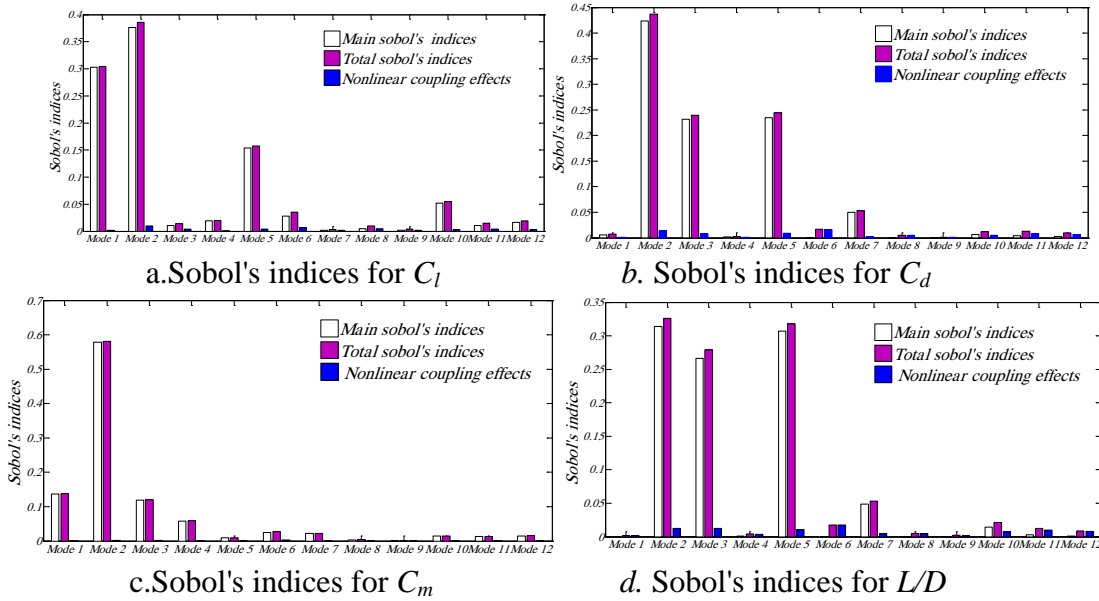 0.4
0.35
0.3
0.25
0.2
0.15
0.1
0.05
0
Sobol's indices
Main sobol's indices
Total sobol's indices
Nonlinear coupling effects
Mode 1 Mode 2 Mode 3 Mode 4 Mode 5 Mode 6 Mode 7 Mode 8 Mode 9 Mode 10 Mode 11 Mode 12
a.Sobol's indices for Cl
0.45
0.4
0.35
0.3
0.25
0.2
0.15
0.1
0.05
0
Sobol's indices
Main sobol's indices
Total sobol's indices
Nonlinear coupling effects
Mode 1 Mode 2 Mode 3 Mode 4 Mode 5 Mode 6 Mode 7 Mode 8 Mode 9 Mode 10 Mode 11 Mode 12
b. Sobol's indices for Cd
0.7
0.6
0.5
0.4
0.3
0.2
0.1
0
Sobol's indices
Main sobol's indices
Total sobol's indices
Nonlinear coupling effects
Mode 1 Mode 2 Mode 3 Mode 4 Mode 5 Mode 6 Mode 7 Mode 8 Mode 9 Mode 10 Mode 11 Mode 12
c.Sobol's indices for Cm
0.35
0.3
0.25
0.2
0.15
0.1
0.05
0
Sobol's indices
Main sobol's indices
Total sobol's indices
Nonlinear coupling effects
Mode 1 Mode 2 Mode 3 Mode 4 Mode 5 Mode 6 Mode 7 Mode 8 Mode 9 Mode 10 Mode 11 Mode 12
d. Sobol's indices for L/D